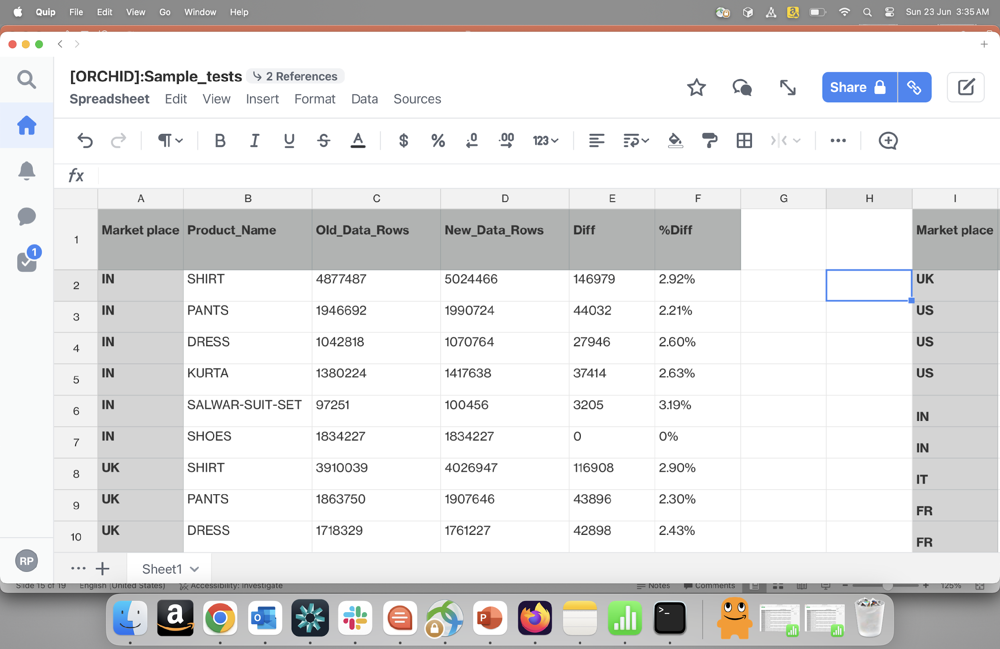 Quip File Edit View Go Window Help Sun 23 Jun 3:35 AM
[ORCHID]:Sample_tests 2 References
Spreadsheet Edit View Insert Format Data Sources
Share
B I U S A $ % .0 .00 123
fx
A B C D E F G H I
1 Market place Product_Name Old_Data_Rows New_Data_Rows Diff %Diff Market place
2 IN SHIRT 4877487 5024466 146979 2.92% UK
3 IN PANTS 1946692 1990724 44032 2.21% US
4 IN DRESS 1042818 1070764 27946 2.60% US
5 IN KURTA 1380224 1417638 37414 2.63% US
6 IN SALWAR-SUIT-SET 97251 100456 3205 3.19% IN
7 IN SHOES 1834227 1834227 0 0% IN
8 UK SHIRT 3910039 4026947 116908 2.90% IT
9 UK PANTS 1863750 1907646 43896 2.30% FR
10 UK DRESS 1718329 1761227 42898 2.43% FR
1
RP
Sheet1
Slide 15 of 19 English (United States) Accessibility: Investigate Notes Comments 125%